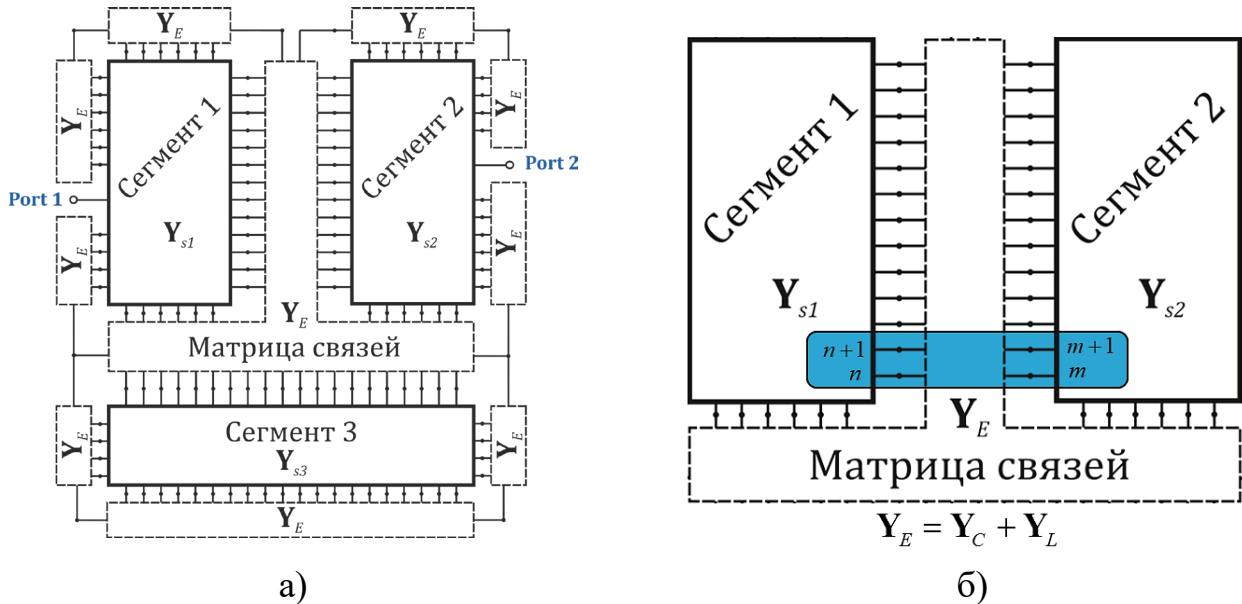 Y_E
Y_E
Y_E
Y_E
Сегмент 1
Сегмент 2
Port 1
Port 2
Y_s1
Y_s2
Y_E
Y_E
Y_E
Матрица связей
Y_E
Y_E
Сегмент 3
Y_s3
Y_E
а)
Сегмент 1
Сегмент 2
Y_s1
Y_s2
n+1
m+1
n
m
Y_E
Матрица связей
Y_E = Y_C + Y_L
б)